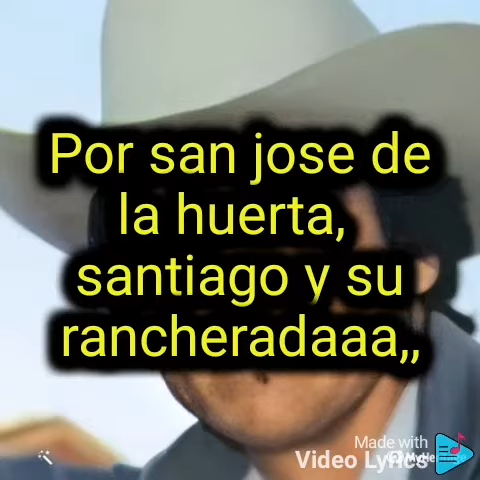 Por san jose de
la huerta,
santiago y su
rancheradaaa,,
Made with
Video Lyrics